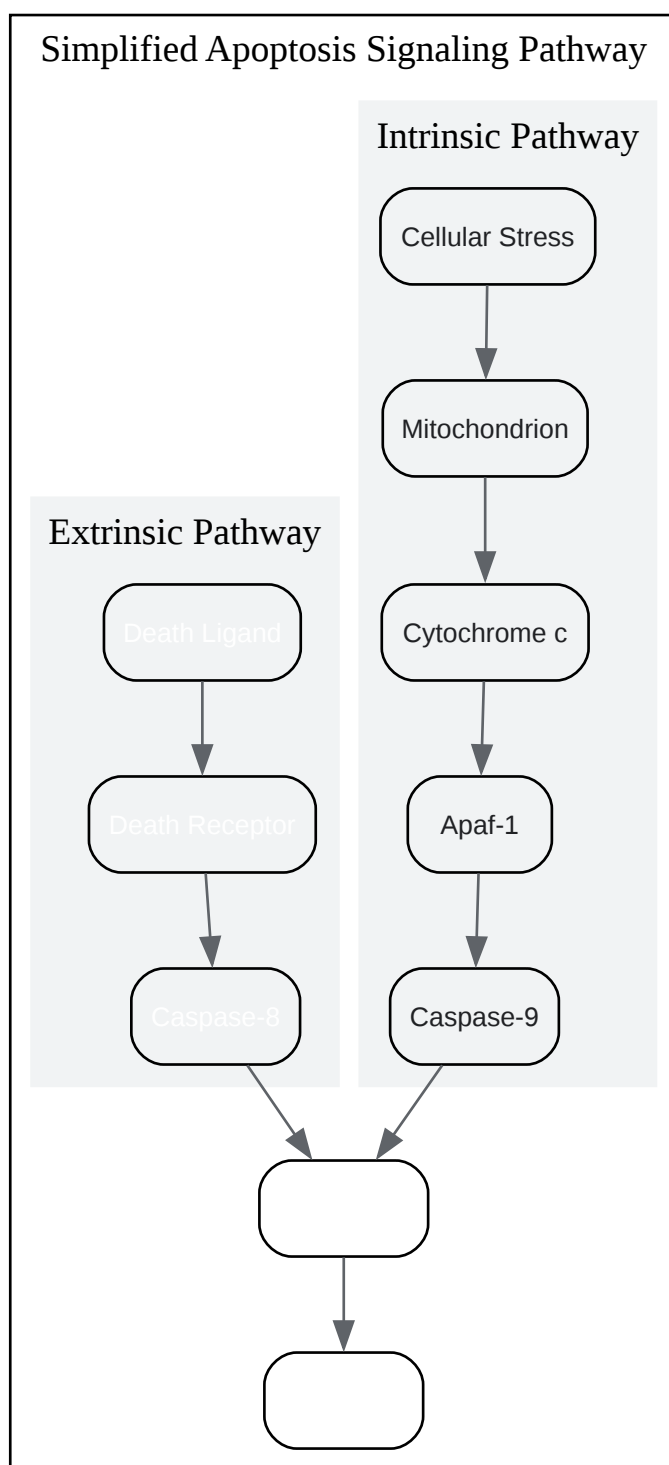 Simplified Apoptosis Signaling Pathway
Intrinsic Pathway
Cellular Stress
Mitochondrion
Extrinsic Pathway
Death Ligand
Cytochrome c
Death Receptor
Apaf-1
Caspase-8
Caspase-9